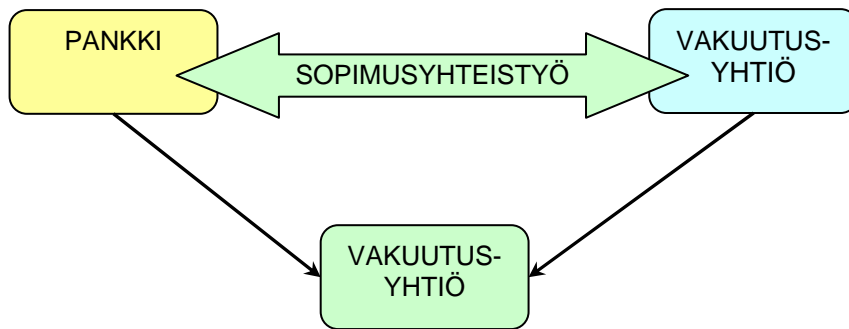 PANKKI
SOPIMUSYHTEISTYÖ
VAKUUTUS-
YHTIÖ
VAKUUTUS-
YHTIÖ